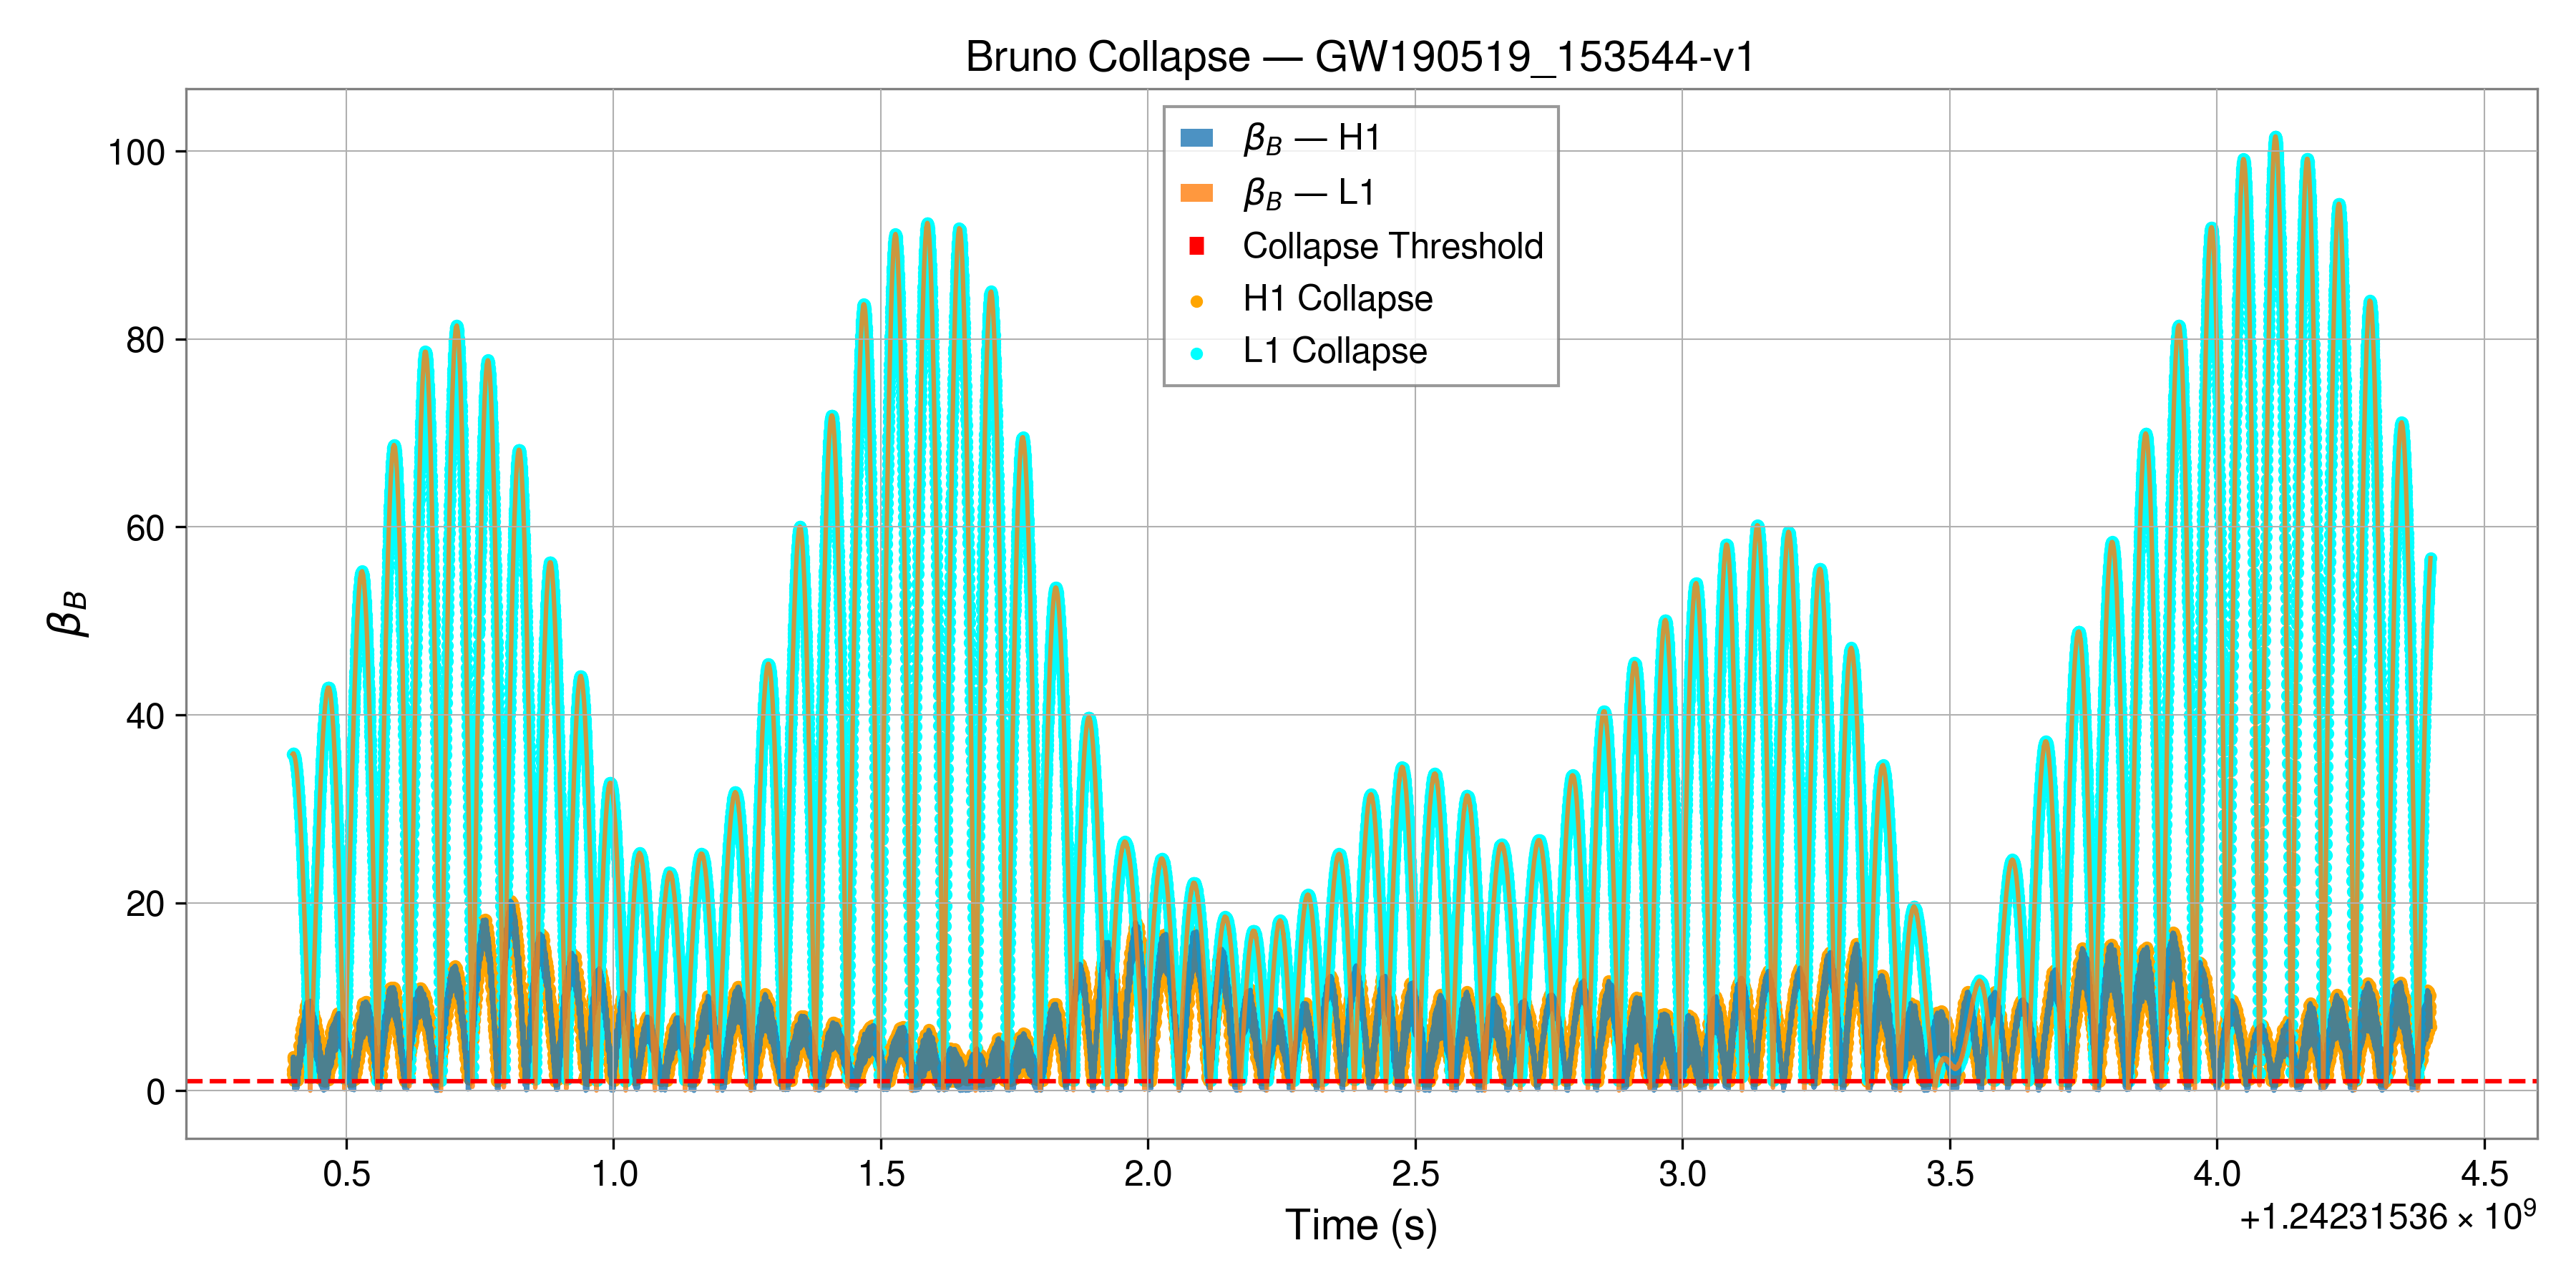 Bruno Collapse — GW190519_153544-v1
β_B — H1
β_B — L1
Collapse Threshold
H1 Collapse
L1 Collapse
100
80
60
40
20
0
β_B
0.5 1.0 1.5 2.0 2.5 3.0 3.5 4.0 4.5
Time (s)
+1.24231536 × 10⁹